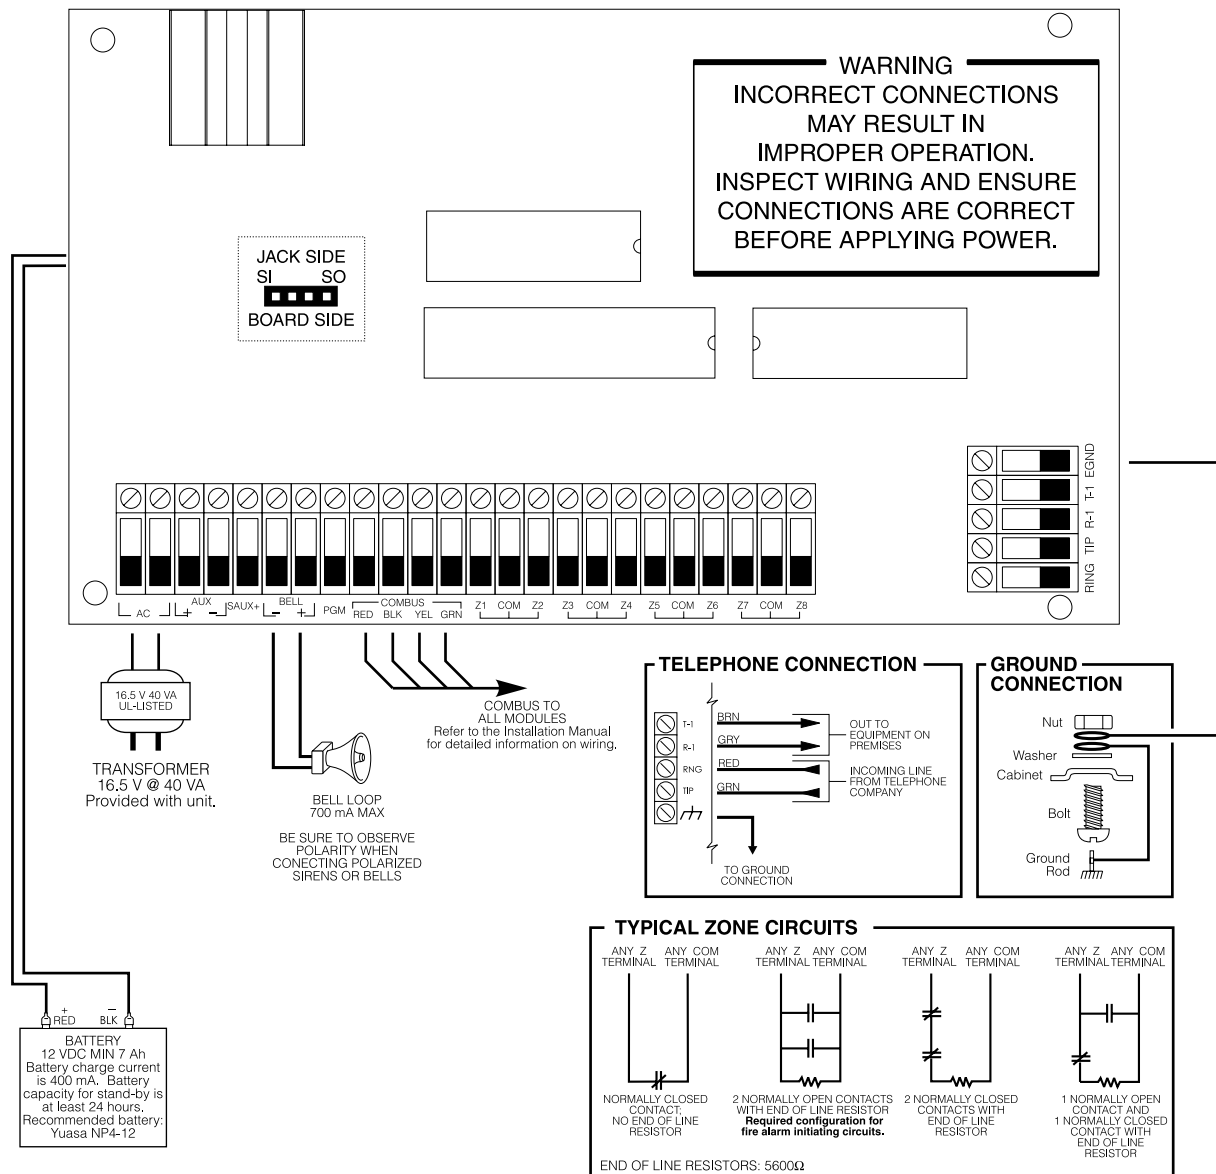 WARNING
INCORRECT CONNECTIONS
MAY RESULT IN
IMPROPER OPERATION.
INSPECT WIRING AND ENSURE
CONNECTIONS ARE CORRECT
BEFORE APPLYING POWER.
JACK SIDE
SI SO
BOARD SIDE
EGND
T-1
R-1
TIP
RING
AC
AUX
+ –
SAUX+
BELL
– +
PGM
COMBUS
RED BLK YEL GRN
Z1 COM Z2 Z3 COM Z4 Z5 COM Z6 Z7 COM Z8
16.5 V 40 VA
UL-LISTED
TRANSFORMER
16.5 V @ 40 VA
Provided with unit.
BELL LOOP
700 mA MAX
BE SURE TO OBSERVE
POLARITY WHEN
CONECTING POLARIZED
SIRENS OR BELLS
COMBUS TO
ALL MODULES
Refer to the Installation Manual
for detailed information on wiring.
TELEPHONE CONNECTION
T-1
R-1
RNG
TIP
BRN
GRY
RED
GRN
OUT TO
EQUIPMENT ON
PREMISES
INCOMING LINE
FROM TELEPHONE
COMPANY
TO GROUND
CONNECTION
GROUND
CONNECTION
Nut
Washer
Cabinet
Bolt
Ground
Rod
+ –
RED BLK
BATTERY
12 VDC MIN 7 Ah
Battery charge current
is 400 mA. Battery
capacity for stand-by is
at least 24 hours.
Recommended battery:
Yuasa NP4-12
TYPICAL ZONE CIRCUITS
ANY Z
TERMINAL
ANY COM
TERMINAL
NORMALLY CLOSED
CONTACT;
NO END OF LINE
RESISTOR
ANY Z
TERMINAL
ANY COM
TERMINAL
2 NORMALLY OPEN CONTACTS
WITH END OF LINE RESISTOR
Required configuration for
fire alarm initiating circuits.
ANY Z
TERMINAL
ANY COM
TERMINAL
2 NORMALLY CLOSED
CONTACTS WITH
END OF LINE
RESISTOR
ANY Z
TERMINAL
ANY COM
TERMINAL
1 NORMALLY OPEN
CONTACT AND
1 NORMALLY CLOSED
CONTACT WITH
END OF LINE
RESISTOR
END OF LINE RESISTORS: 5600Ω